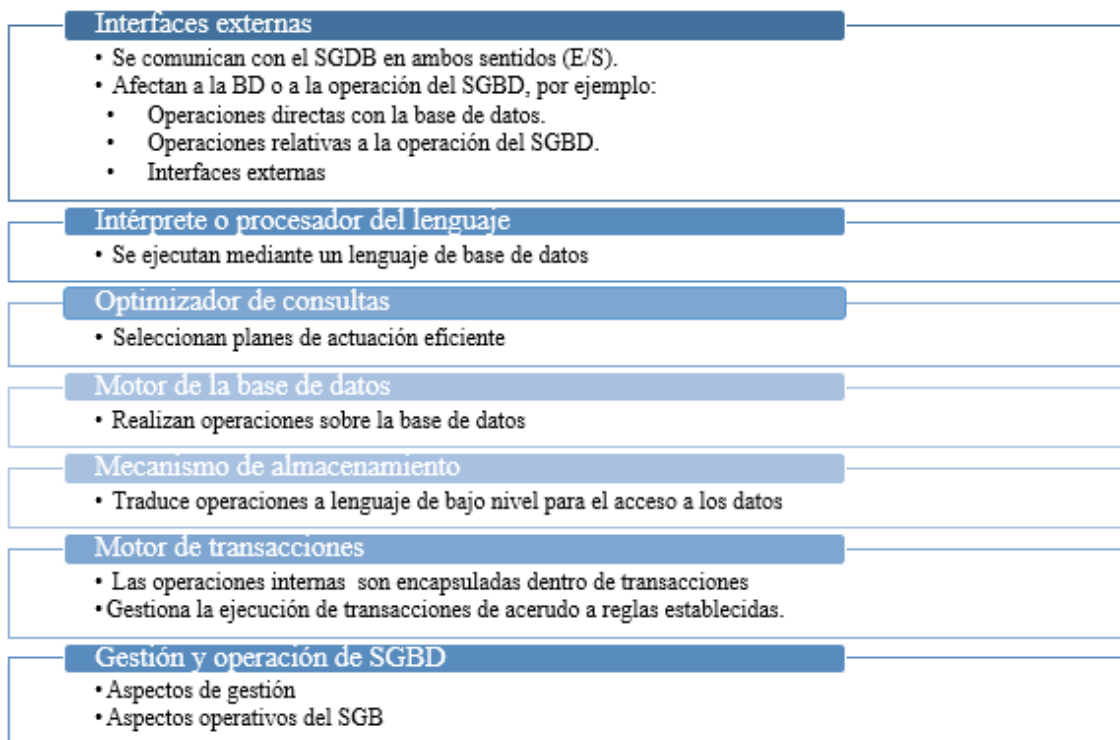 Interfaces externas
• Se comunican con el SGDB en ambos sentidos (E/S).
• Afectan a la BD o a la operación del SGBD, por ejemplo:
• Operaciones directas con la base de datos.
• Operaciones relativas a la operación del SGBD.
• Interfaces externas
Intérprete o procesador del lenguaje
• Se ejecutan mediante un lenguaje de base de datos
Optimizador de consultas
• Seleccionan planes de actuación eficiente
Motor de la base de datos
• Realizan operaciones sobre la base de datos
Mecanismo de almacenamiento
• Traduce operaciones a lenguaje de bajo nivel para el acceso a los datos
Motor de transacciones
• Las operaciones internas son encapsuladas dentro de transacciones
• Gestiona la ejecución de transacciones de acerudo a reglas establecidas.
Gestión y operación de SGBD
• Aspectos de gestión
• Aspectos operativos del SGB